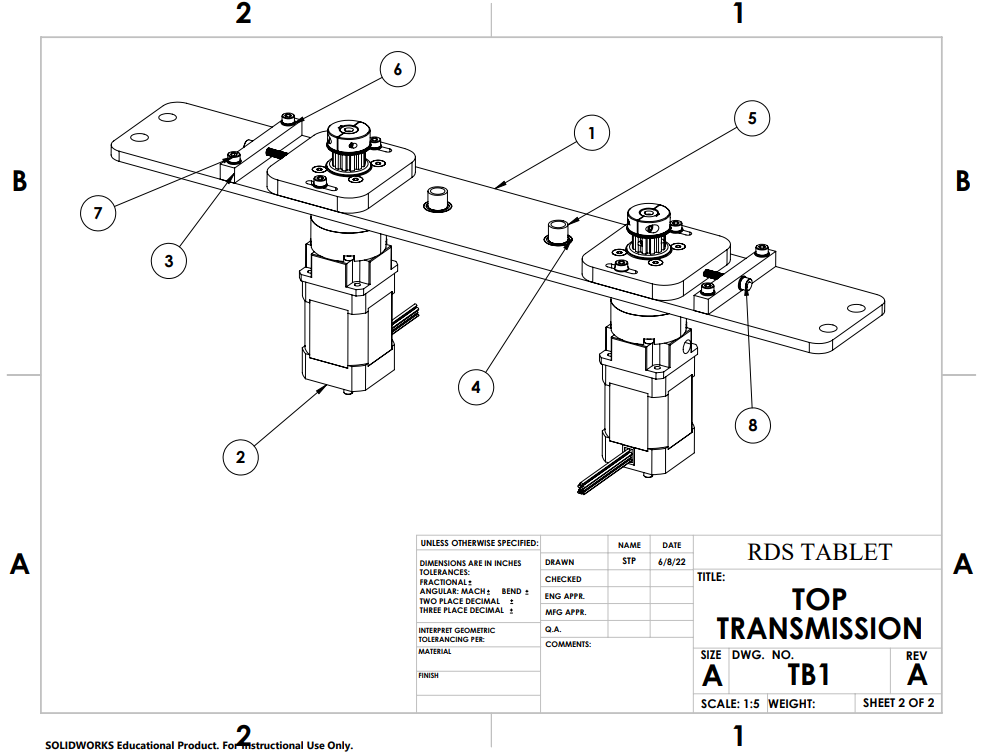 2 1
6
5
1
B B
7
3
4
8
2
A A
UNLESS OTHERWISE SPECIFIED:
DIMENSIONS ARE IN INCHES
TOLERANCES:
FRACTIONAL±
ANGULAR: MACH± BEND ±
TWO PLACE DECIMAL ±
THREE PLACE DECIMAL ±
INTERPRET GEOMETRIC
TOLERANCING PER:
MATERIAL
FINISH
NAME DATE
DRAWN STP 6/8/22
CHECKED
ENG APPR.
MFG APPR.
Q.A.
COMMENTS:
RDS TABLET
TITLE:
TOP
TRANSMISSION
SIZE DWG. NO. REV
A TB1 A
SCALE: 1:5 WEIGHT: SHEET 2 OF 2
2 1
SOLIDWORKS Educational Product. For Instructional Use Only.